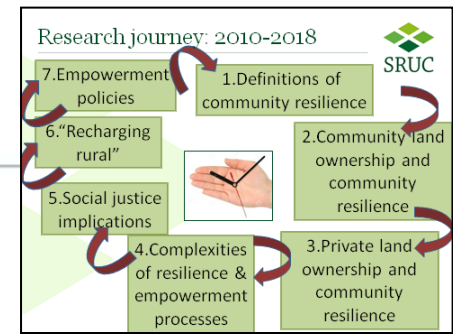 Research journey: 2010-2018
SRUC
7.Empowerment
policies
1.Definitions of
community resilience
6.“Recharging
rural”
2.Community land
ownership and
community
resilience
5.Social justice
implications
3.Private land
ownership and
community
resilience
4.Complexities
of resilience &
empowerment
processes